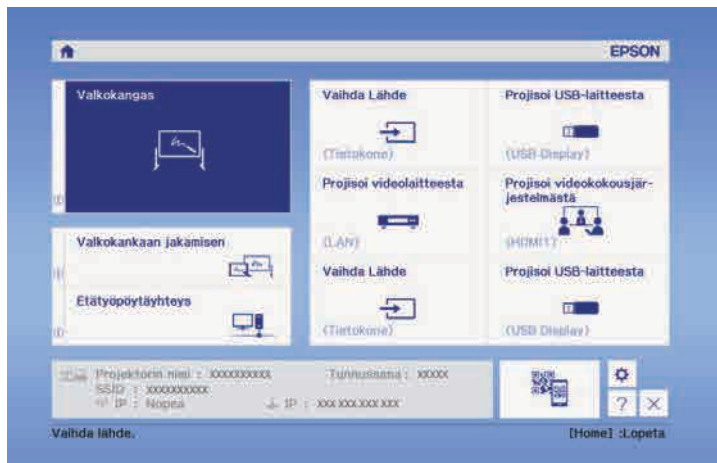 EPSON
Valkokangas
Vaihda Lähde
(Tietokone)
Projisoi USB-laitteesta
(USB Display)
Projisoi videolaitteesta
(LAN)
Projisoi videokokousjär-
jestelmästä
(HDMI1)
Valkokankaan jakamisen
Etätyöpöytäyhteys
Vaihda Lähde
(Tietokone)
Projisoi USB-laitteesta
(USB Display)
Projektorin nimi : XXXXXXXXXX Tunnussana : XXXXX
SSID : XXXXXXXXXX
IP : Nopea IP : XXX.XXX.XXX.XXX
?
Vaihda lähde. [Home] :Lopeta